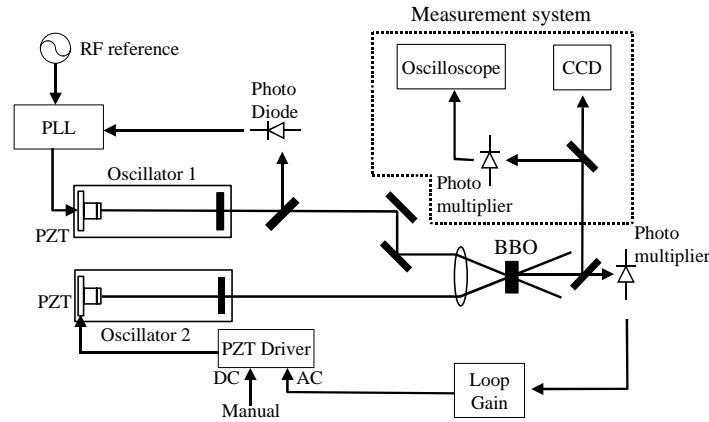 Measurement system
RF reference
Oscilloscope
CCD
Photo
Diode
PLL
Photo
multiplier
Oscillator 1
PZT
BBO
Photo
multiplier
PZT
Oscillator 2
PZT Driver
DC
AC
Manual
Loop
Gain